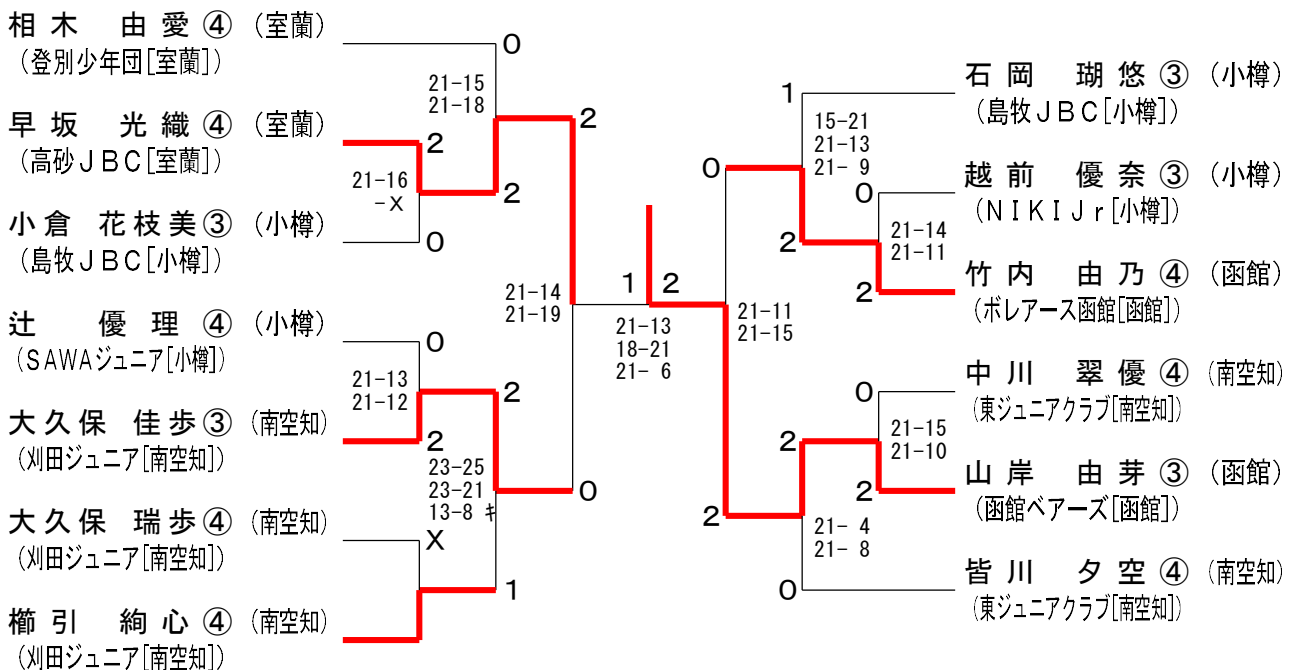 相木 由愛④ (室蘭)
(登別少年団[室蘭])
早坂 光織④ (室蘭)
(高砂JBC[室蘭])
小倉 花枝美③ (小樽)
(島牧JBC[小樽])
辻 優理④ (小樽)
(SAWAジュニア[小樽])
大久保 佳歩③ (南空知)
(刈田ジュニア[南空知])
大久保 瑞歩④ (南空知)
(刈田ジュニア[南空知])
櫛引 絢心④ (南空知)
(刈田ジュニア[南空知])
0
21-15
21-18
2
21-16
-X
2
0
2
21-14
21-19
0
21-13
21-12
2
2
23-25
23-21
13-8 キ
0
X
1
1
2
21-13
18-21
21- 6
0
21-11
21-15
2
1
15-21
21-13
21- 9
2
0
21-14
21-11
2
0
21-15
21-10
2
2
21- 4
21- 8
0
石岡 瑚悠③ (小樽)
(島牧JBC[小樽])
越前 優奈③ (小樽)
(NIKIJr[小樽])
竹内 由乃④ (函館)
(ボレアース函館[函館])
中川 翠優④ (南空知)
(東ジュニアクラブ[南空知])
山岸 由芽③ (函館)
(函館ベアーズ[函館])
皆川 夕空④ (南空知)
(東ジュニアクラブ[南空知])